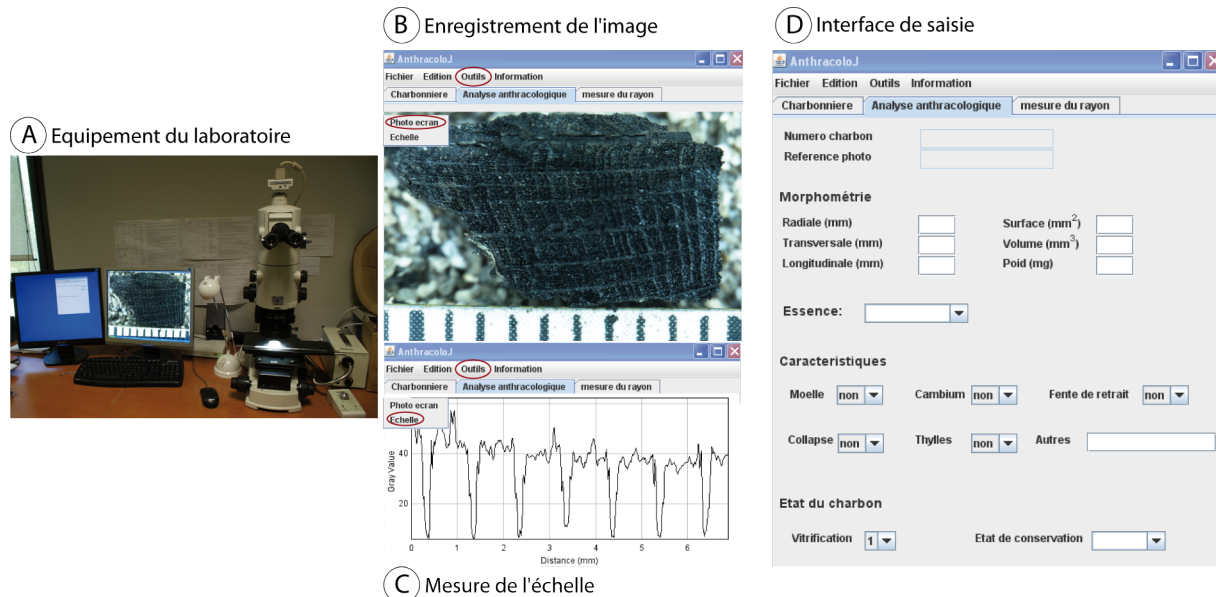 A Equipement du laboratoire
B Enregistrement de l'image
AnthracoloJ
Fichier Edition Outils Information
Charbonniere Analyse anthracologique mesure du rayon
Photo ecran
Echelle
AnthracoloJ
Fichier Edition Outils Information
Charbonniere Analyse anthracologique mesure du rayon
Photo ecran
Echelle
Gray Value
40
20
0 1 2 3 4 5 6
Distance (mm)
C Mesure de l'échelle
D Interface de saisie
AnthracoloJ
Fichier Edition Outils Information
Charbonniere Analyse anthracologique mesure du rayon
Numero charbon
Reference photo
Morphométrie
Radiale (mm) Surface (mm²)
Transversale (mm) Volume (mm³)
Longitudinale (mm) Poid (mg)
Essence:
Caracteristiques
Moelle non Cambium non Fente de retrait non
Collapse non Thylles non Autres
Etat du charbon
Vitrification 1 Etat de conservation